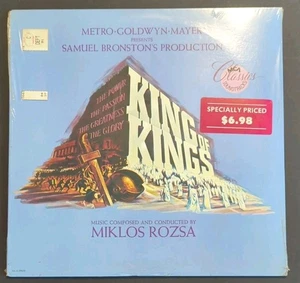 METRO-GOLDWYN-MAYER
PRESENTS
SAMUEL BRONSTON'S PRODUCTION
MCA
Classics
SPECIALLY PRICED
$6.98
THE POWER
THE PASSION
THE GREATNESS
THE GLORY
KING OF
KINGS
MUSIC COMPOSED AND CONDUCTED BY
MIKLOS ROZSA